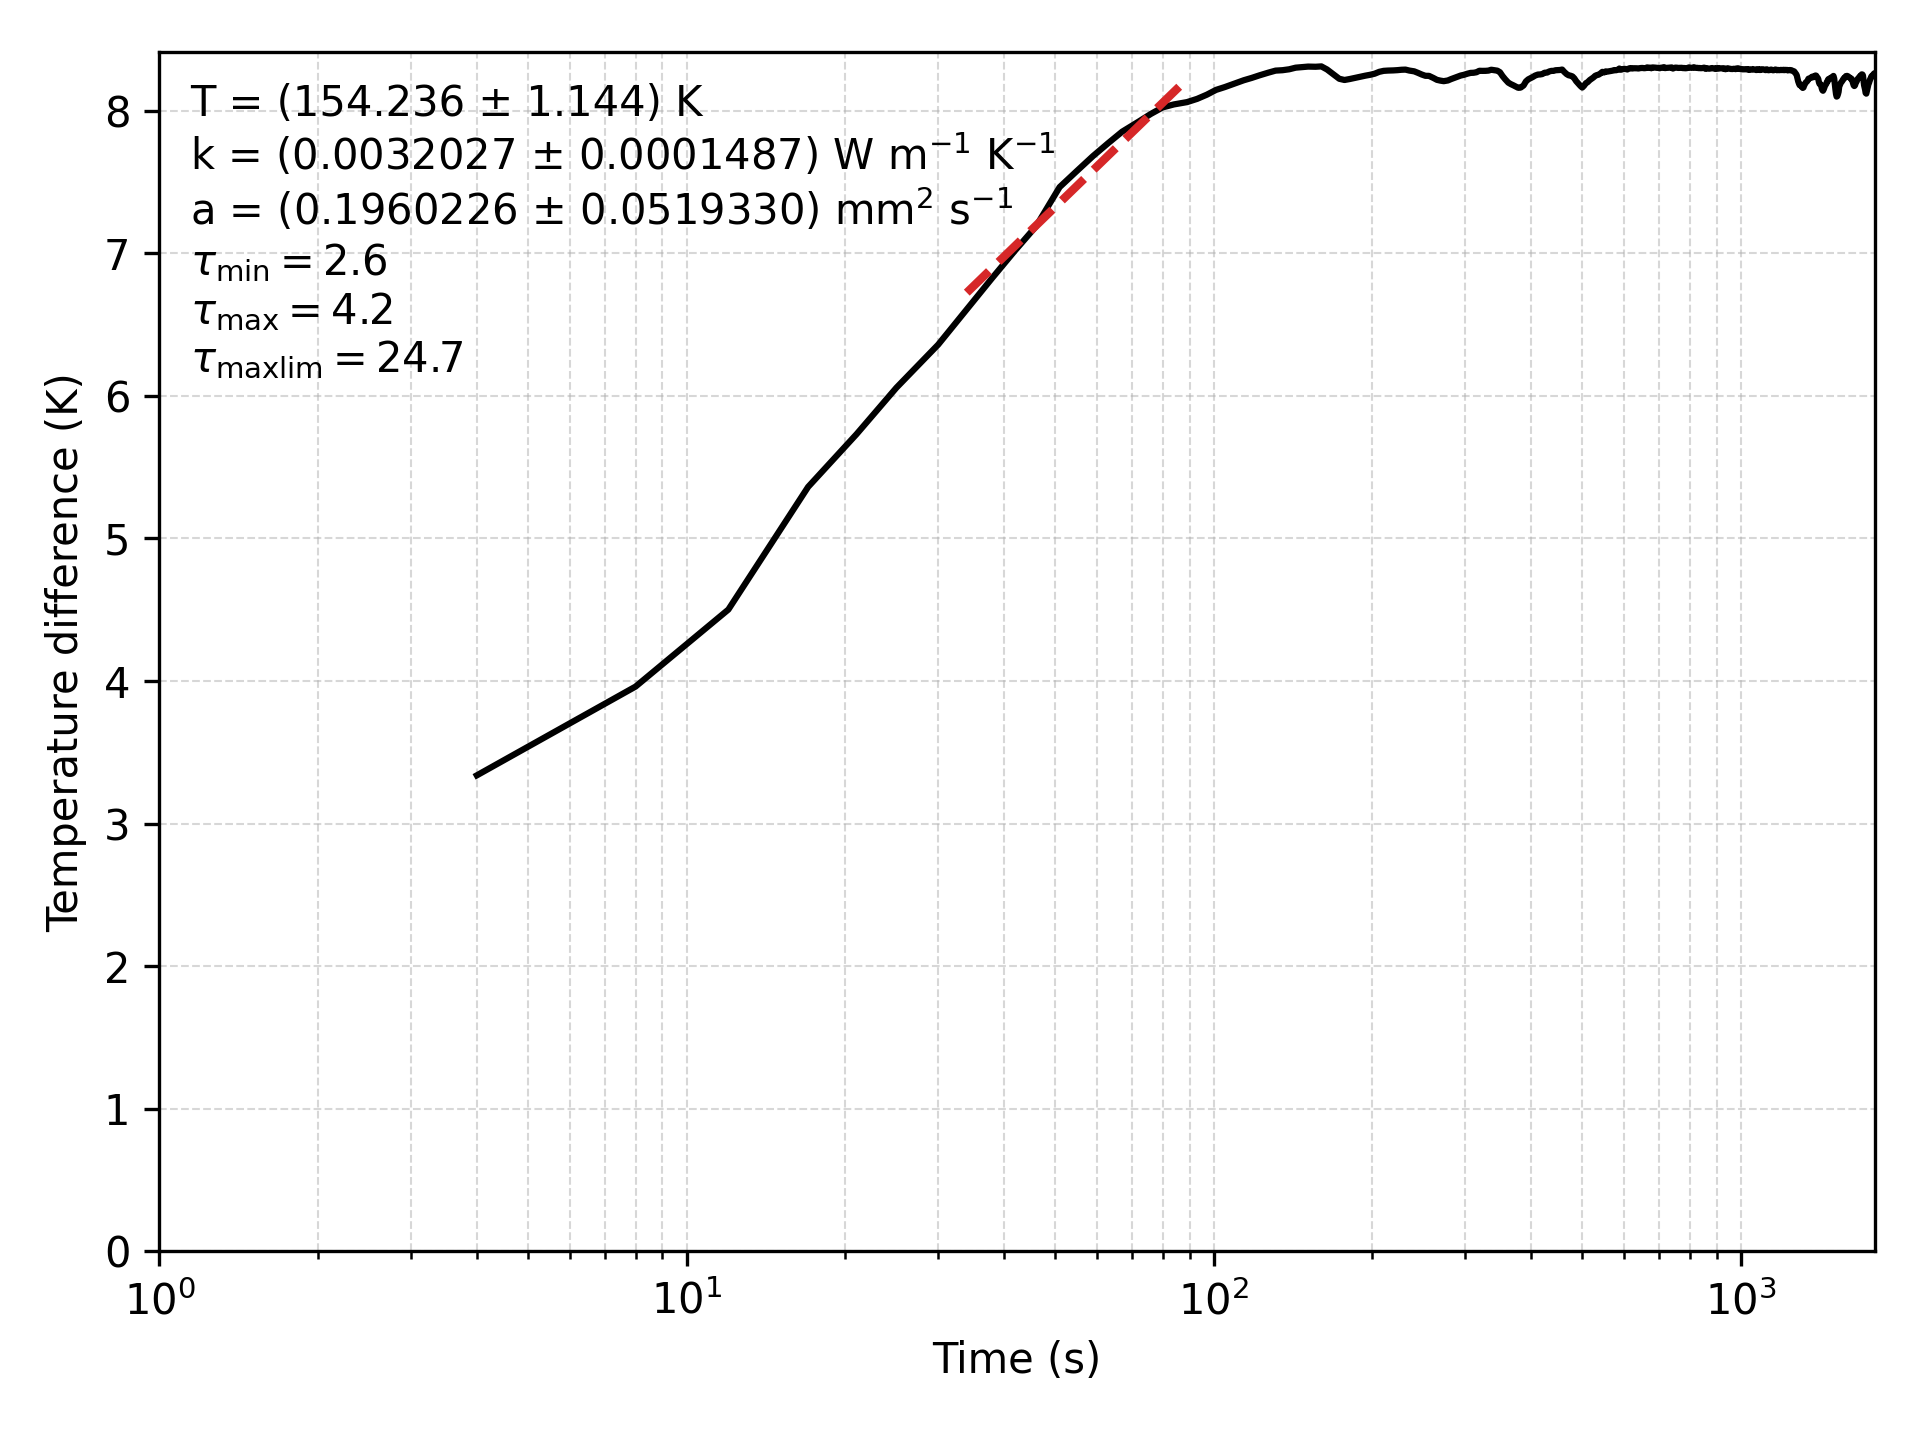 T = (154.236 ± 1.144) K
k = (0.0032027 ± 0.0001487) W m⁻¹ K⁻¹
a = (0.1960226 ± 0.0519330) mm² s⁻¹
τmin = 2.6
τmax = 4.2
τmaxlim = 24.7
Temperature difference (K)
8
7
6
5
4
3
2
1
0
10⁰ 10¹ 10² 10³
Time (s)